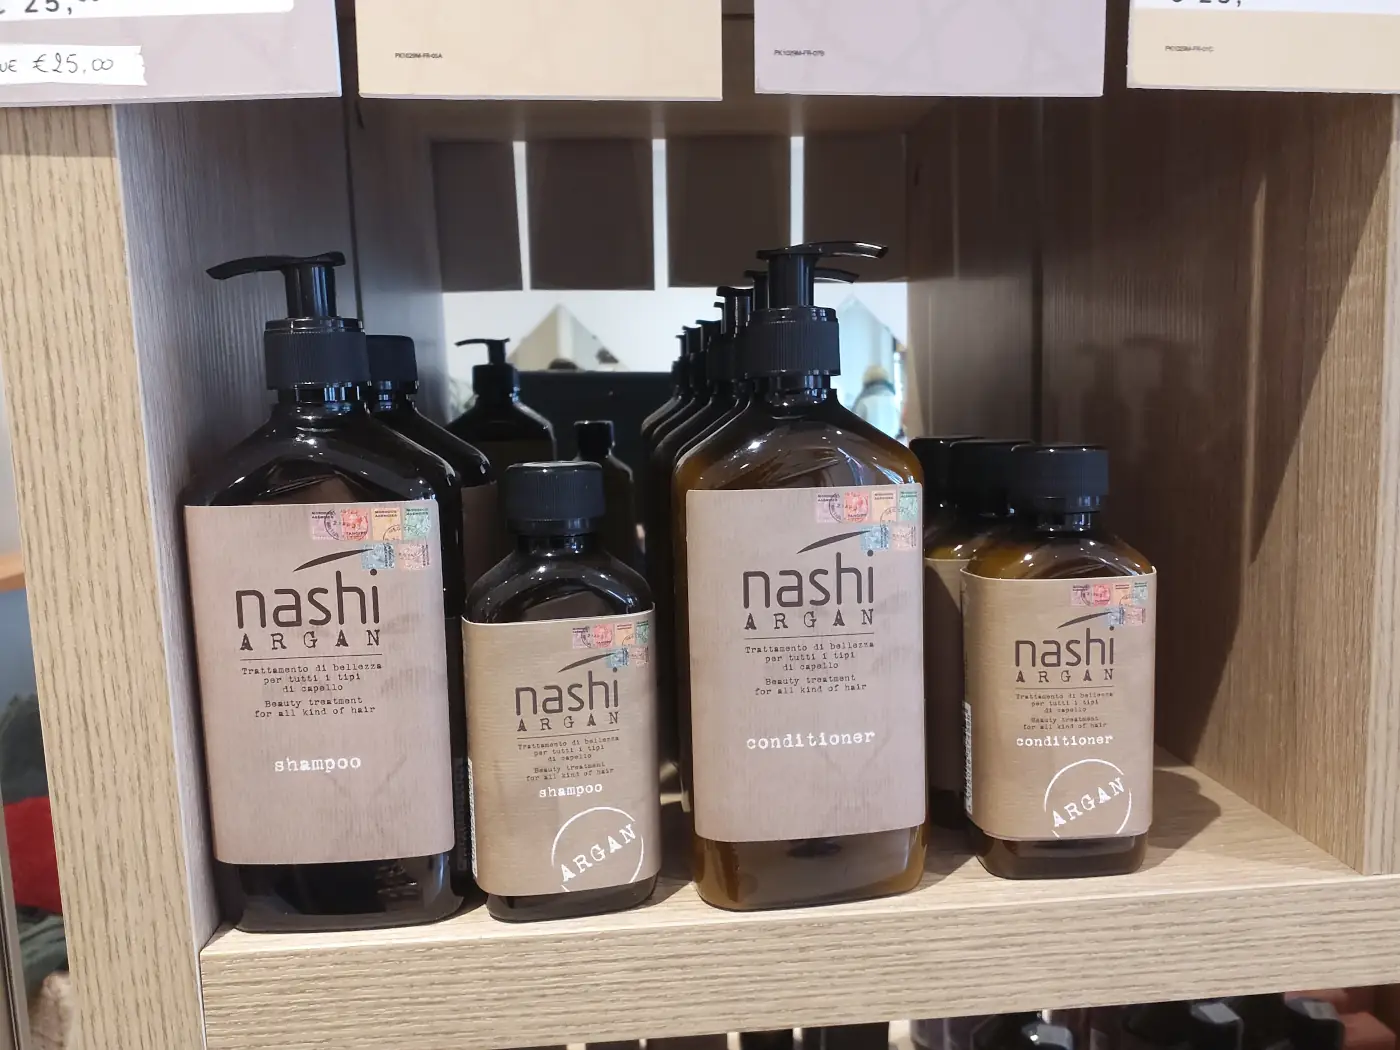 €25,00
PK1029M-FR-05A
nashi
ARGAN
Trattamento di bellezza
per tutti i tipi
di capello
Beauty treatment
for all kind of hair
shampoo
nashi
ARGAN
Trattamento di bellezza
per tutti i tipi
di capello
Beauty treatment
for all kind of hair
shampoo
ARGAN
nashi
ARGAN
Trattamento di bellezza
per tutti i tipi
di capello
Beauty treatment
for all kind of hair
conditioner
nashi
ARGAN
Trattamento di bellezza
per tutti i tipi
di capello
Beauty treatment
for all kind of hair
conditioner
ARGAN